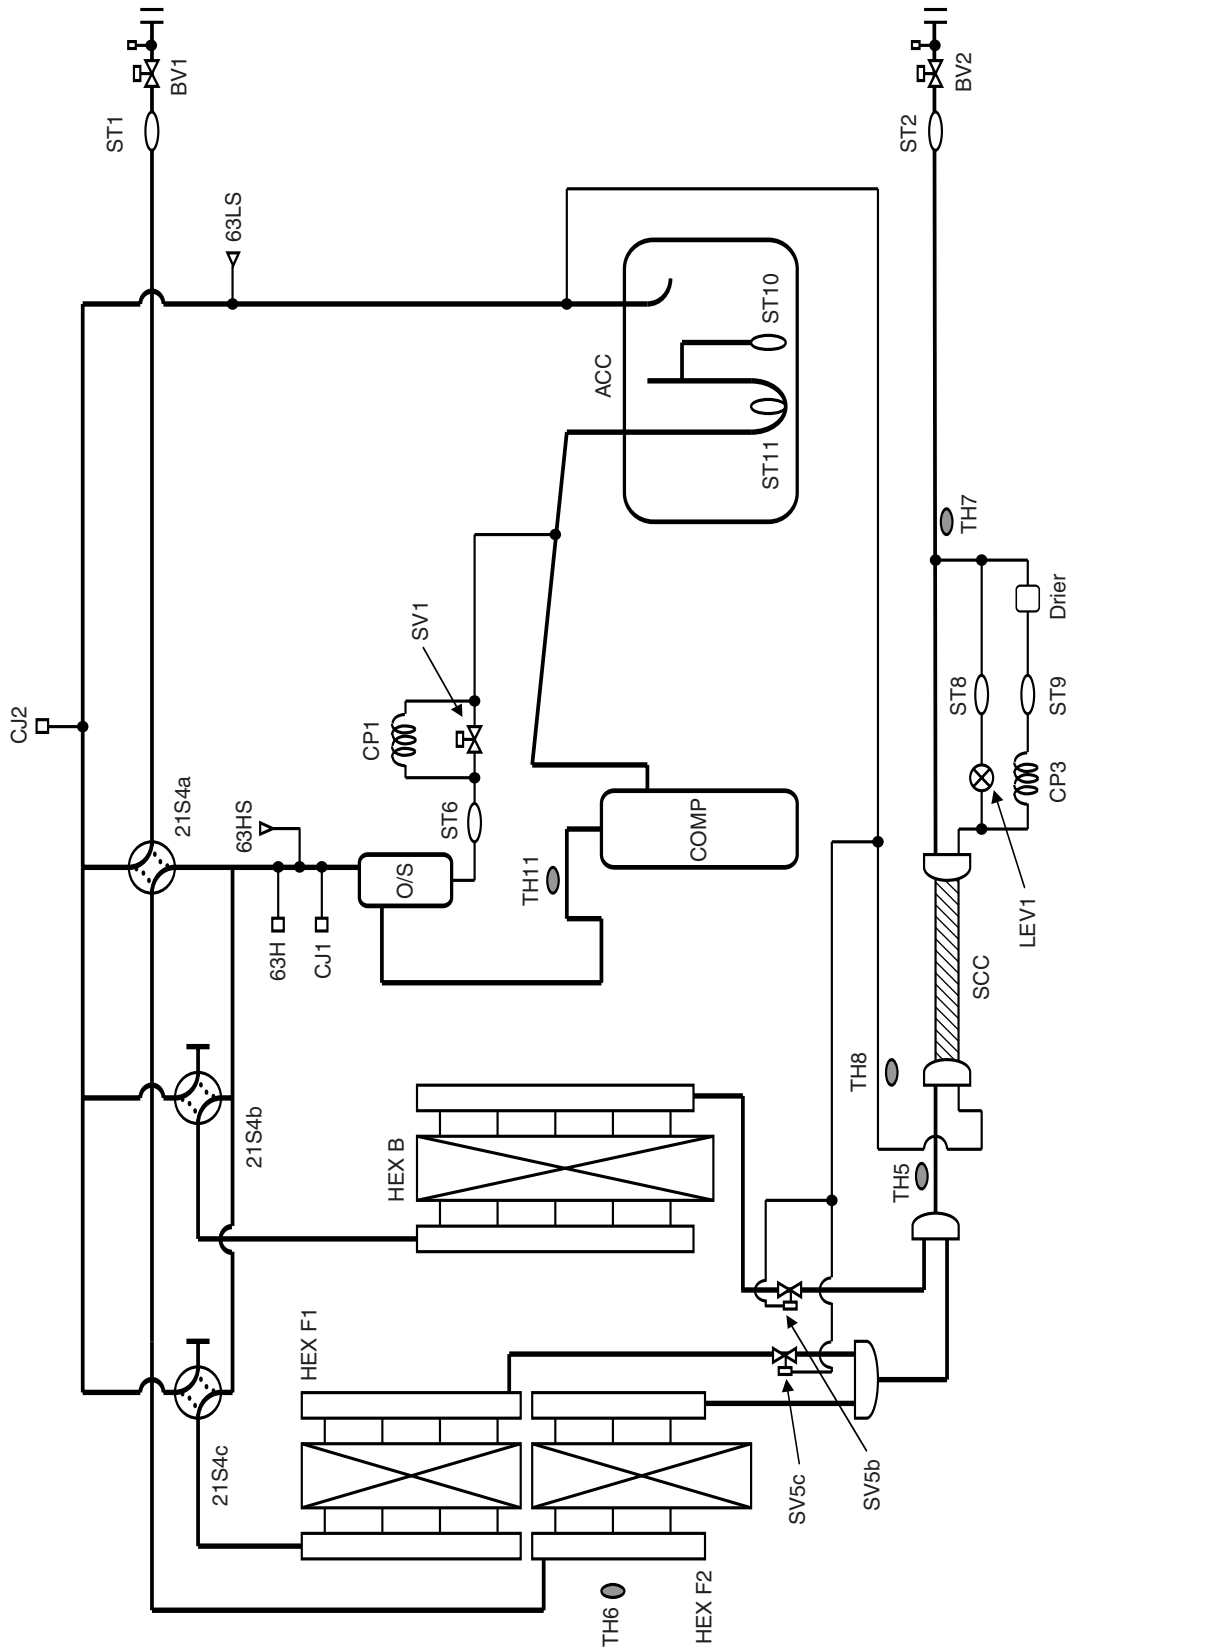 CJ2
BV1
ST1
63LS
BV2
ST2
ST10
ACC
ST11
TH7
SV1
CP1
ST6
Drier
ST8
ST9
CP3
LEV1
21S4a
63HS
O/S
COMP
TH11
63H
CJ1
SCC
TH8
TH5
21S4b
HEX B
HEX F1
21S4c
SV5c
SV5b
TH6
HEX F2